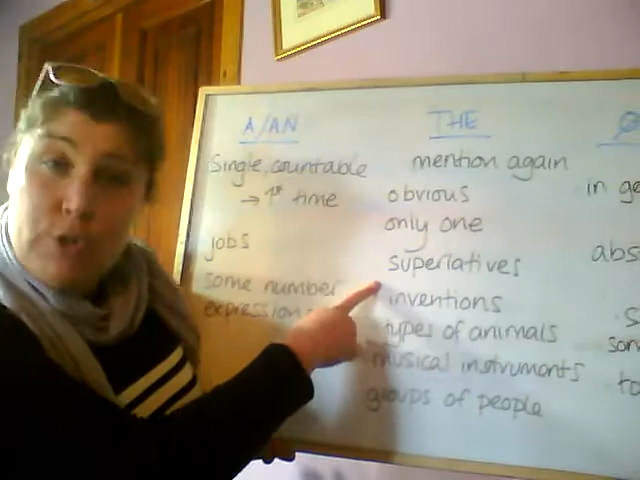 A/AN
single, countable
→ 1st time
jobs
some number
expression
THE
mention again
obvious
only one
superlatives
inventions
types of animals
musical instruments
groups of people
Ø
in ge
abs
s
som
to